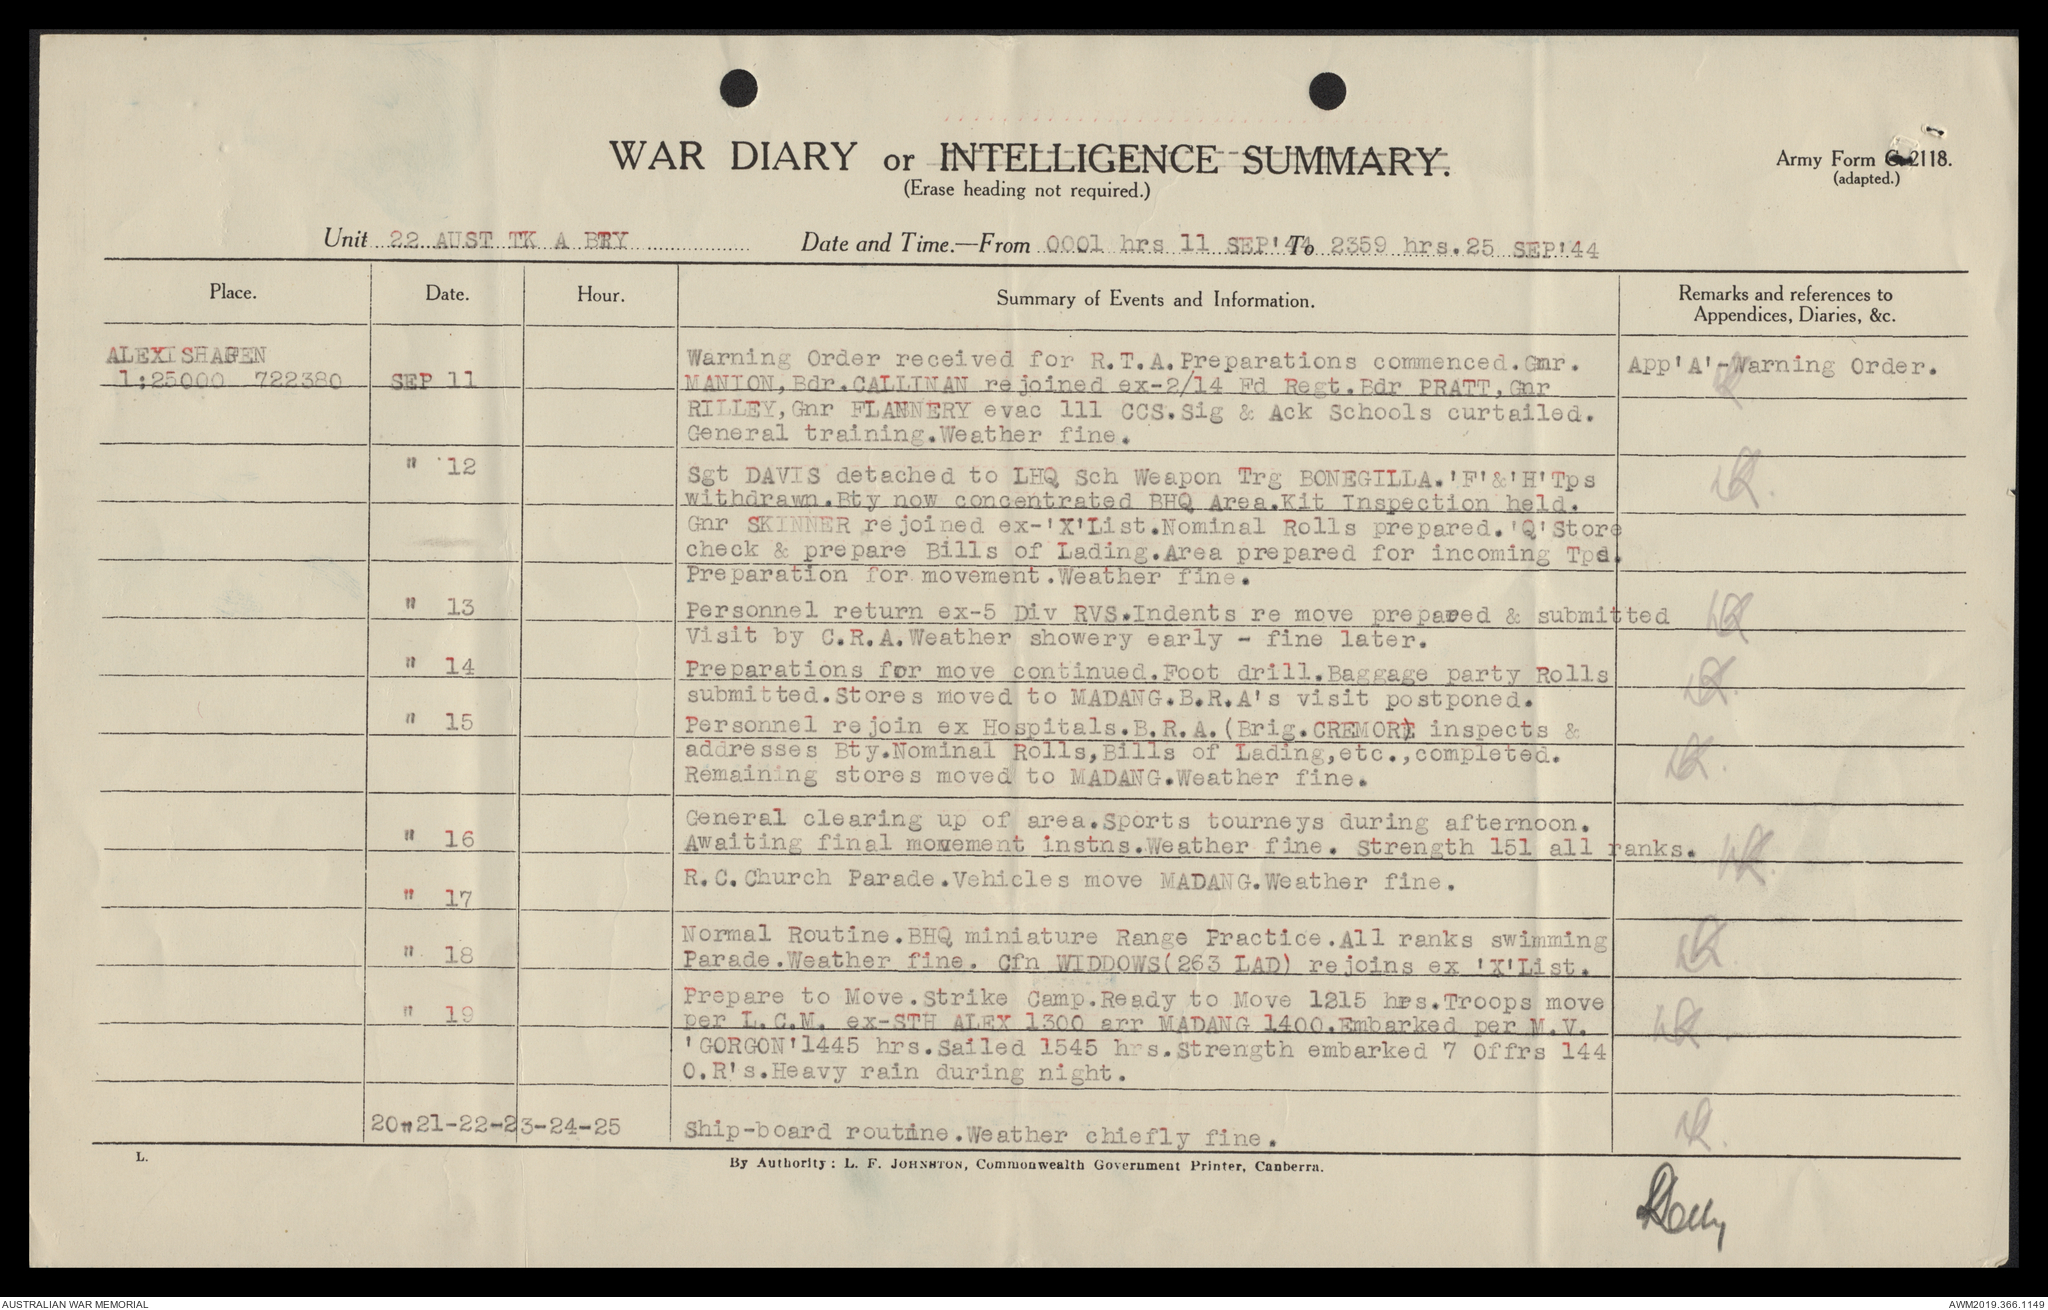 WAR DIARY or INTELLIGENCE SUMMARY.
(Erase heading not required.)
Army Form C. 2118.
(adapted.)
Unit 22 AUST TK A BTY
Date and Time.—From 0001 hrs 11 SEP'44 To 2359 hrs.25 SEP'44
Place. Date. Hour. Summary of Events and Information. Remarks and references to Appendices, Diaries, &c.
ALEXISHAFEN
1:25000 722380 SEP 11
Warning Order received for R.T.A.Preparations commenced.Gnr. App'A'-Warning Order.
MANION,Bdr.CALLINAN rejoined ex-2/14 Fd Regt.Bdr PRATT,Gnr
RILLEY,Gnr FLANNERY evac 111 CCS.Sig & Ack Schools curtailed.
General training.Weather fine.
" 12
Sgt DAVIS detached to LHQ Sch Weapon Trg BONEGILLA.'F'&'H'Tps
withdrawn.Bty now concentrated BHQ Area.Kit Inspection held.
Gnr SKINNER rejoined ex-'X'List.Nominal Rolls prepared.'Q'Store
check & prepare Bills of Lading.Area prepared for incoming Tps.
Preparation for movement.Weather fine.
" 13
Personnel return ex-5 Div RVS.Indents re move prepared & submitted
Visit by C.R.A.Weather showery early - fine later.
" 14
Preparations for move continued.Foot drill.Baggage party Rolls
submitted.Stores moved to MADANG.B.R.A's visit postponed.
" 15
Personnel rejoin ex Hospitals.B.R.A.(Brig.CREMOR) inspects &
addresses Bty.Nominal Rolls,Bills of Lading,etc.,completed.
Remaining stores moved to MADANG.Weather fine.
General clearing up of area.Sports tourneys during afternoon.
" 16
Awaiting final movement instns.Weather fine. Strength 151 all ranks.
R.C.Church Parade.Vehicles move MADANG.Weather fine.
" 17
Normal Routine.BHQ miniature Range Practice.All ranks swimming
" 18
Parade.Weather fine. Cfn WIDDOWS(263 LAD) rejoins ex 'X'List.
Prepare to Move.Strike Camp.Ready to Move 1215 hrs.Troops move
" 19
per L.C.M. ex-STH ALEX 1300 arr MADANG 1400.Embarked per M.V.
'GORGON'1445 hrs.Sailed 1545 hrs.Strength embarked 7 Offrs 144
O.R's.Heavy rain during night.
20-21-22-23-24-25 Ship-board routine.Weather chiefly fine.
L.
By Authority: L. F. JOHNSTON, Commonwealth Government Printer, Canberra.
AUSTRALIAN WAR MEMORIAL
AWM2019.366.1149